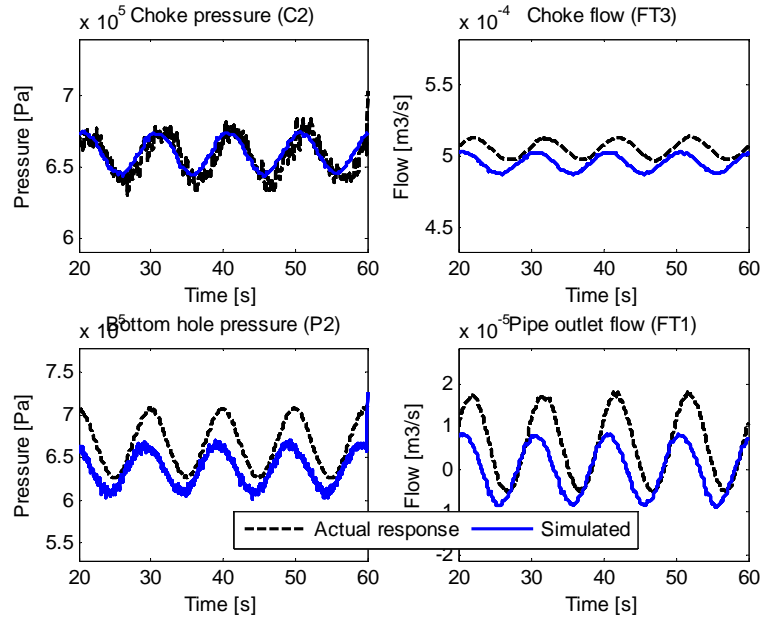 x 10^5 Choke pressure (C2)
Pressure [Pa]
7
6.5
6
20 30 40 50 60
Time [s]
x 10^-4 Choke flow (FT3)
Flow [m3/s]
5.5
5
4.5
20 30 40 50 60
Time [s]
x 10^5 Bottom hole pressure (P2)
Pressure [Pa]
7.5
7
6.5
6
5.5
20 30 40 50 60
Time [s]
x 10^-5 Pipe outlet flow (FT1)
Flow [m3/s]
2
1
0
-1
-2
20 30 40 50 60
Time [s]
Actual response Simulated